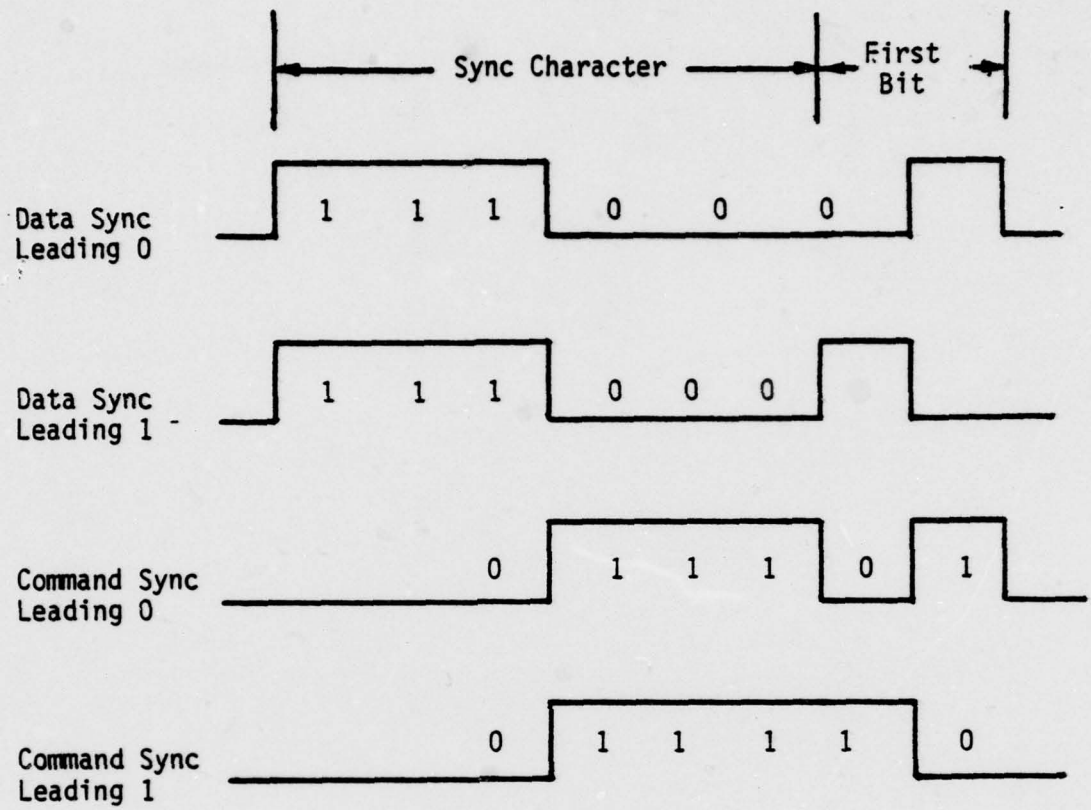 Sync Character
First
Bit
Data Sync
Leading 0
1 1 1 0 0 0
Data Sync
Leading 1
1 1 1 0 0 0
Command Sync
Leading 0
0 1 1 1 0 1
Command Sync
Leading 1
0 1 1 1 1 0